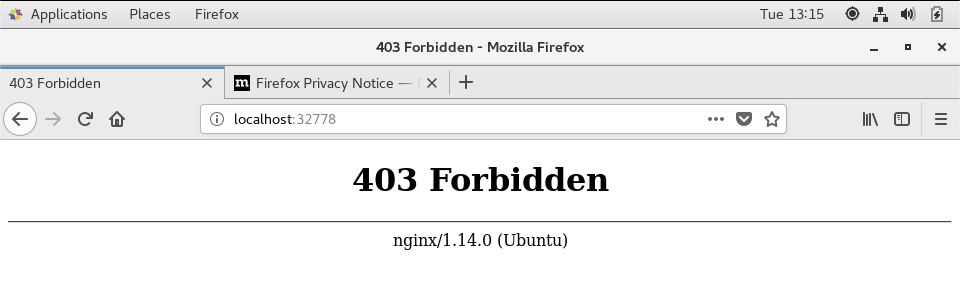 Applications Places Firefox Tue 13:15
403 Forbidden - Mozilla Firefox
403 Forbidden Firefox Privacy Notice —
localhost:32778
403 Forbidden
nginx/1.14.0 (Ubuntu)